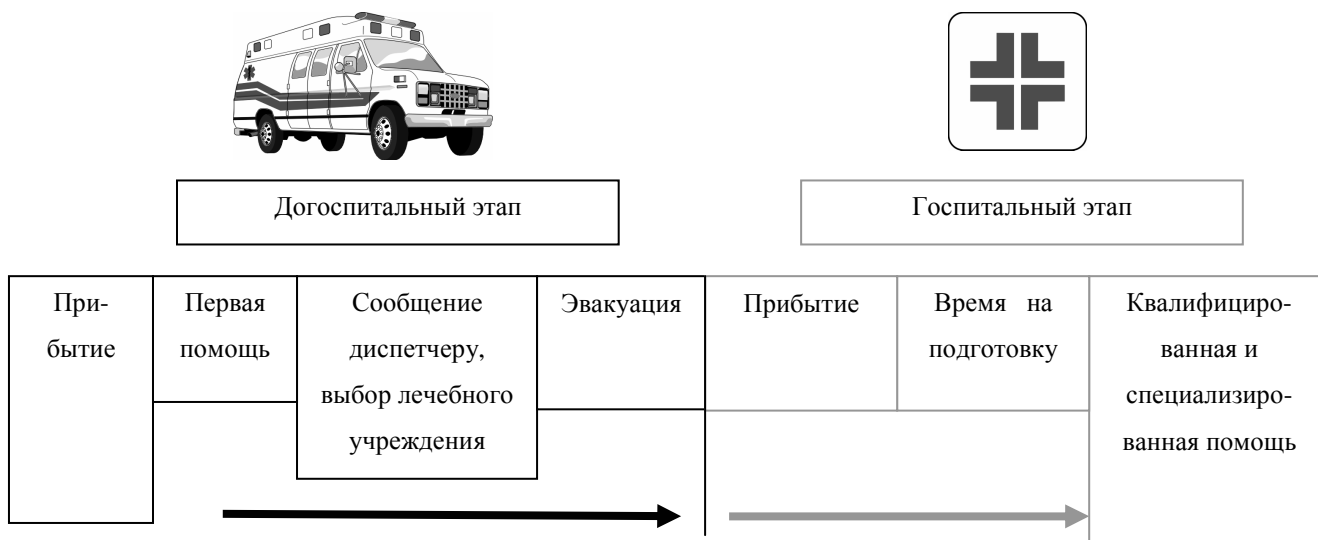 Догоспитальный этап
Госпитальный этап
При-
бытие
Первая
помощь
Сообщение
диспетчеру,
выбор лечебного
учреждения
Эвакуация
Прибытие
Время на
подготовку
Квалифициро-
ванная и
специализиро-
ванная помощь